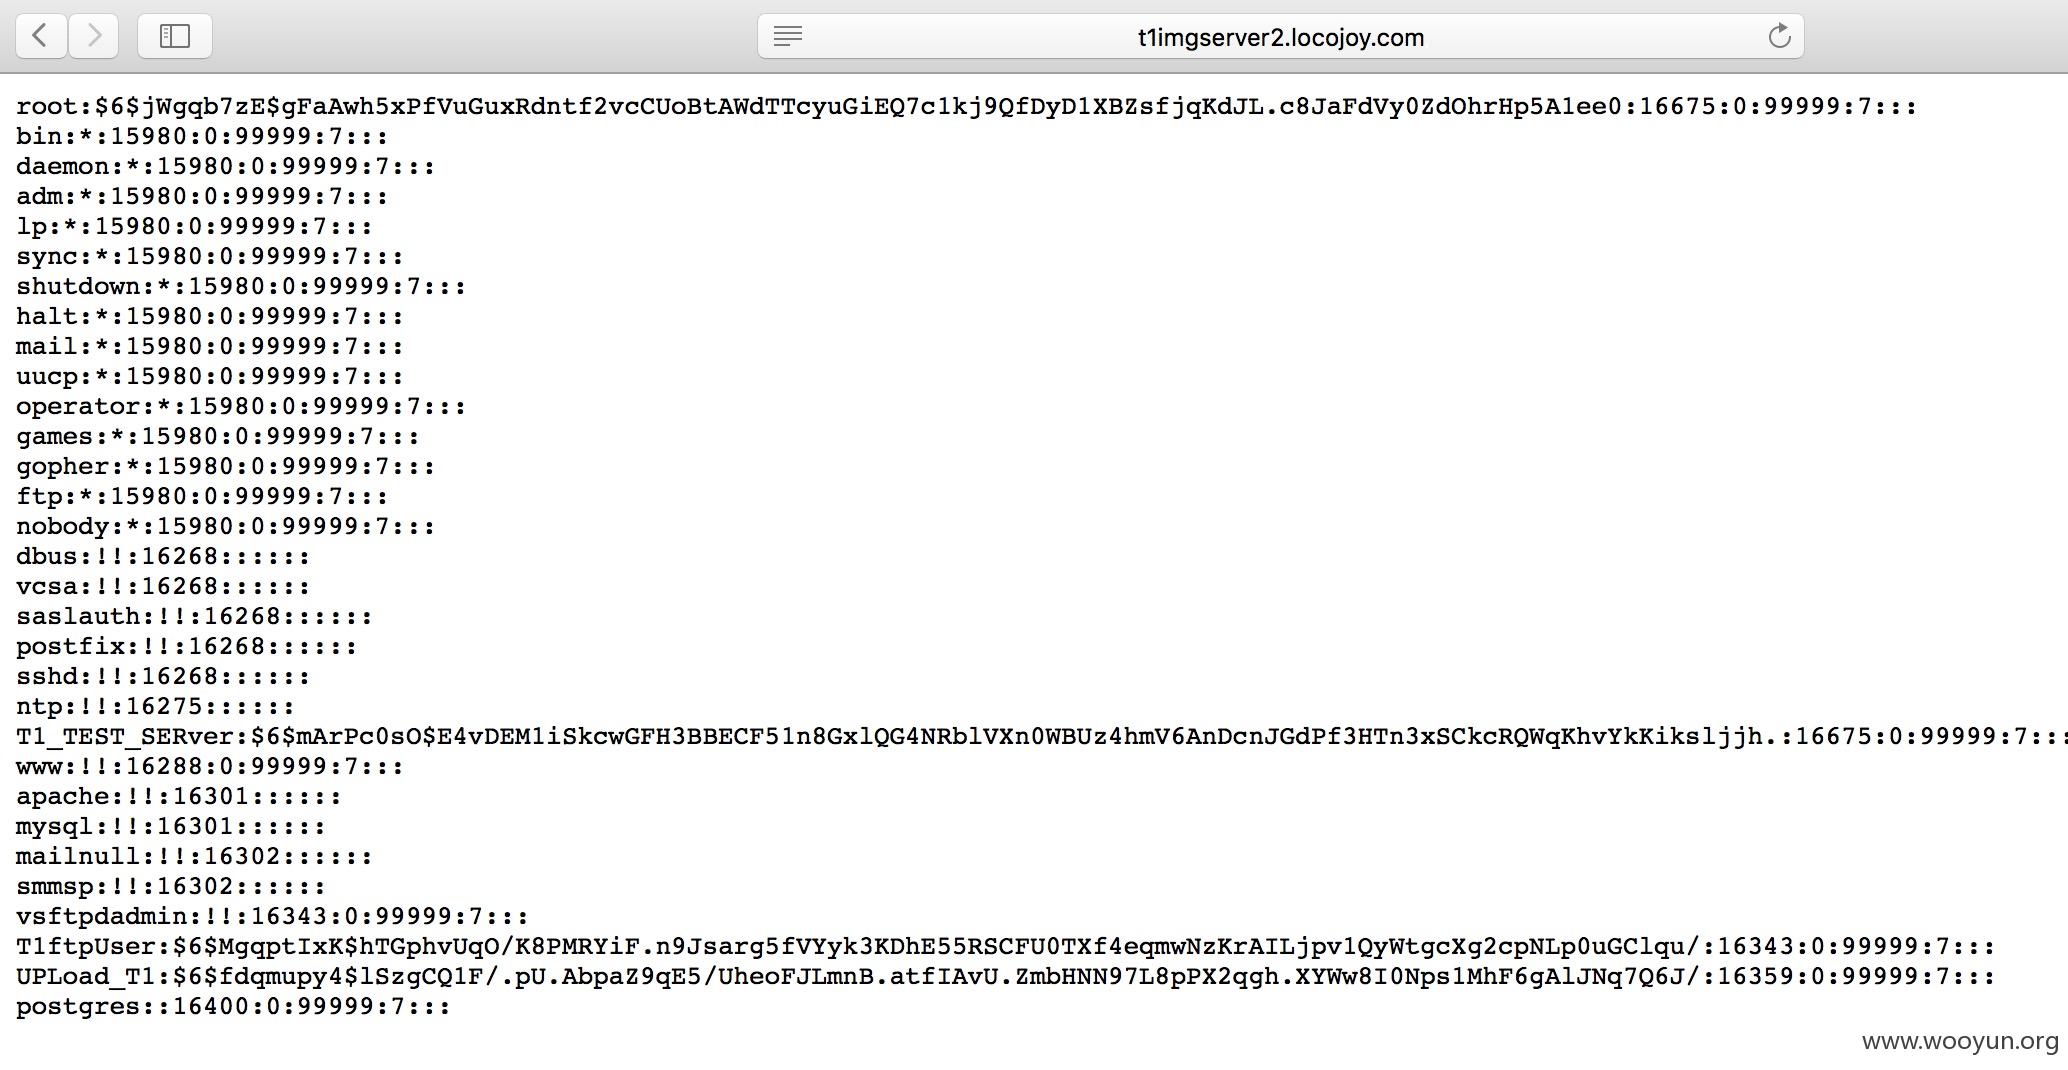 t1imgserver2.locojoy.com
root:$6$jWgqb7zE$gFaAwh5xPfVuGuxRdntf2vcCUoBtAWdTTcyuGiEQ7c1kj9QfDyD1XBZsfjqKdJL.c8JaFdVy0ZdOhrHp5A1ee0:16675:0:99999:7:::
bin:*:15980:0:99999:7:::
daemon:*:15980:0:99999:7:::
adm:*:15980:0:99999:7:::
lp:*:15980:0:99999:7:::
sync:*:15980:0:99999:7:::
shutdown:*:15980:0:99999:7:::
halt:*:15980:0:99999:7:::
mail:*:15980:0:99999:7:::
uucp:*:15980:0:99999:7:::
operator:*:15980:0:99999:7:::
games:*:15980:0:99999:7:::
gopher:*:15980:0:99999:7:::
ftp:*:15980:0:99999:7:::
nobody:*:15980:0:99999:7:::
dbus:!!:16268::::::
vcsa:!!:16268::::::
saslauth:!!:16268::::::
postfix:!!:16268::::::
sshd:!!:16268::::::
ntp:!!:16275::::::
T1_TEST_SERver:$6$mArPc0sO$E4vDEM1iSkcwGFH3BBECF51n8GxlQG4NRblVXn0WBUz4hmV6AnDcnJGdPf3HTn3xSCkcRQWqKhvYkKiksljjh.:16675:0:99999:7:::
www:!!:16288:0:99999:7:::
apache:!!:16301::::::
mysql:!!:16301::::::
mailnull:!!:16302::::::
smmsp:!!:16302::::::
vsftpdadmin:!!:16343:0:99999:7:::
T1ftpUser:$6$MgqptIxK$hTGphvUqO/K8PMRYiF.n9Jsarg5fVYyk3KDhE55RSCFU0TXf4eqmwNzKrAILjpv1QyWtgcXg2cpNLp0uGClqu/:16343:0:99999:7:::
UPLoad_T1:$6$fdqmupy4$lSzgCQ1F/.pU.AbpaZ9qE5/UheoFJLmnB.atfIAvU.ZmbHNN97L8pPX2qgh.XYWw8I0Nps1MhF6gAlJNq7Q6J/:16359:0:99999:7:::
postgres::16400:0:99999:7:::
www.wooyun.org